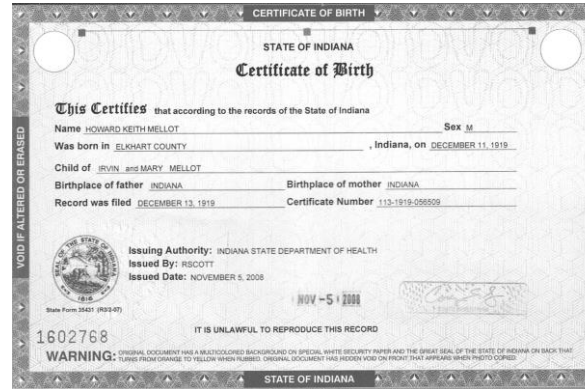 CERTIFICATE OF BIRTH
STATE OF INDIANA
Certificate of Birth
This Certifies that according to the records of the State of Indiana
Name HOWARD KEITH MELLOT Sex M
Was born in ELKHART COUNTY , Indiana, on DECEMBER 11, 1919
Child of IRVIN and MARY MELLOT
Birthplace of father INDIANA Birthplace of mother INDIANA
Record was filed DECEMBER 13, 1919 Certificate Number 113-1919-056509
VOID IF ALTERED OR ERASED
SEAL OF THE STATE OF INDIANA
1816
Issuing Authority: INDIANA STATE DEPARTMENT OF HEALTH
Issued By: RSCOTT
Issued Date: NOVEMBER 5, 2008
NOV -5 2008
State Form 35431 (R3/2-07)
1602768
IT IS UNLAWFUL TO REPRODUCE THIS RECORD
WARNING: ORIGINAL DOCUMENT HAS A MULTICOLORED BACKGROUND ON SPECIAL WHITE SECURITY PAPER AND THE GREAT SEAL OF THE STATE OF INDIANA ON BACK THAT
TURNS FROM ORANGE TO YELLOW WHEN RUBBED. ORIGINAL DOCUMENT HAS HIDDEN VOID ON FRONT THAT APPEARS WHEN PHOTO COPIED.
STATE OF INDIANA